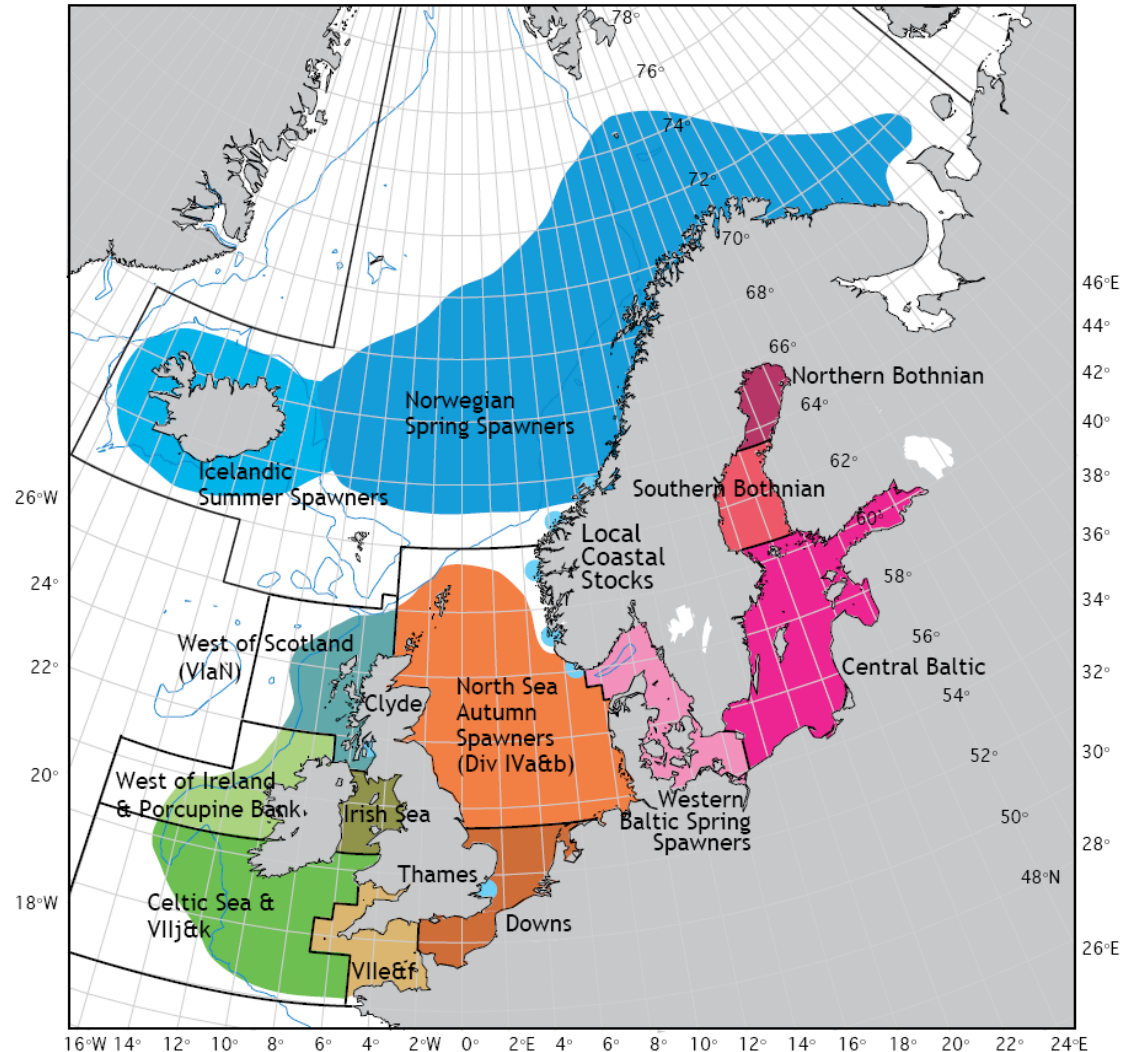 78°
76°
74°
72°
70°
68°
66°
64°
62°
60°
58°
56°
54°
52°
50°
48°N
46°E
44°
42°
40°
38°
36°
34°
32°
30°
28°
26°E
26°W
24°
22°
20°
18°W
Norwegian
Spring Spawners
Icelandic
Summer Spawners
Northern Bothnian
Southern Bothnian
Local
Coastal
Stocks
West of Scotland
(VIaN)
Clyde
North Sea
Autumn
Spawners
(Div IVa&b)
Central Baltic
West of Ireland
& Porcupine Bank
Irish Sea
Western
Baltic Spring
Spawners
Thames
Celtic Sea &
VIIj&k
Downs
VIIe&f
16°W 14° 12° 10° 8° 6° 4° 2°W 0° 2°E 4° 6° 8° 10° 12° 14° 16° 18° 20° 22° 24°E